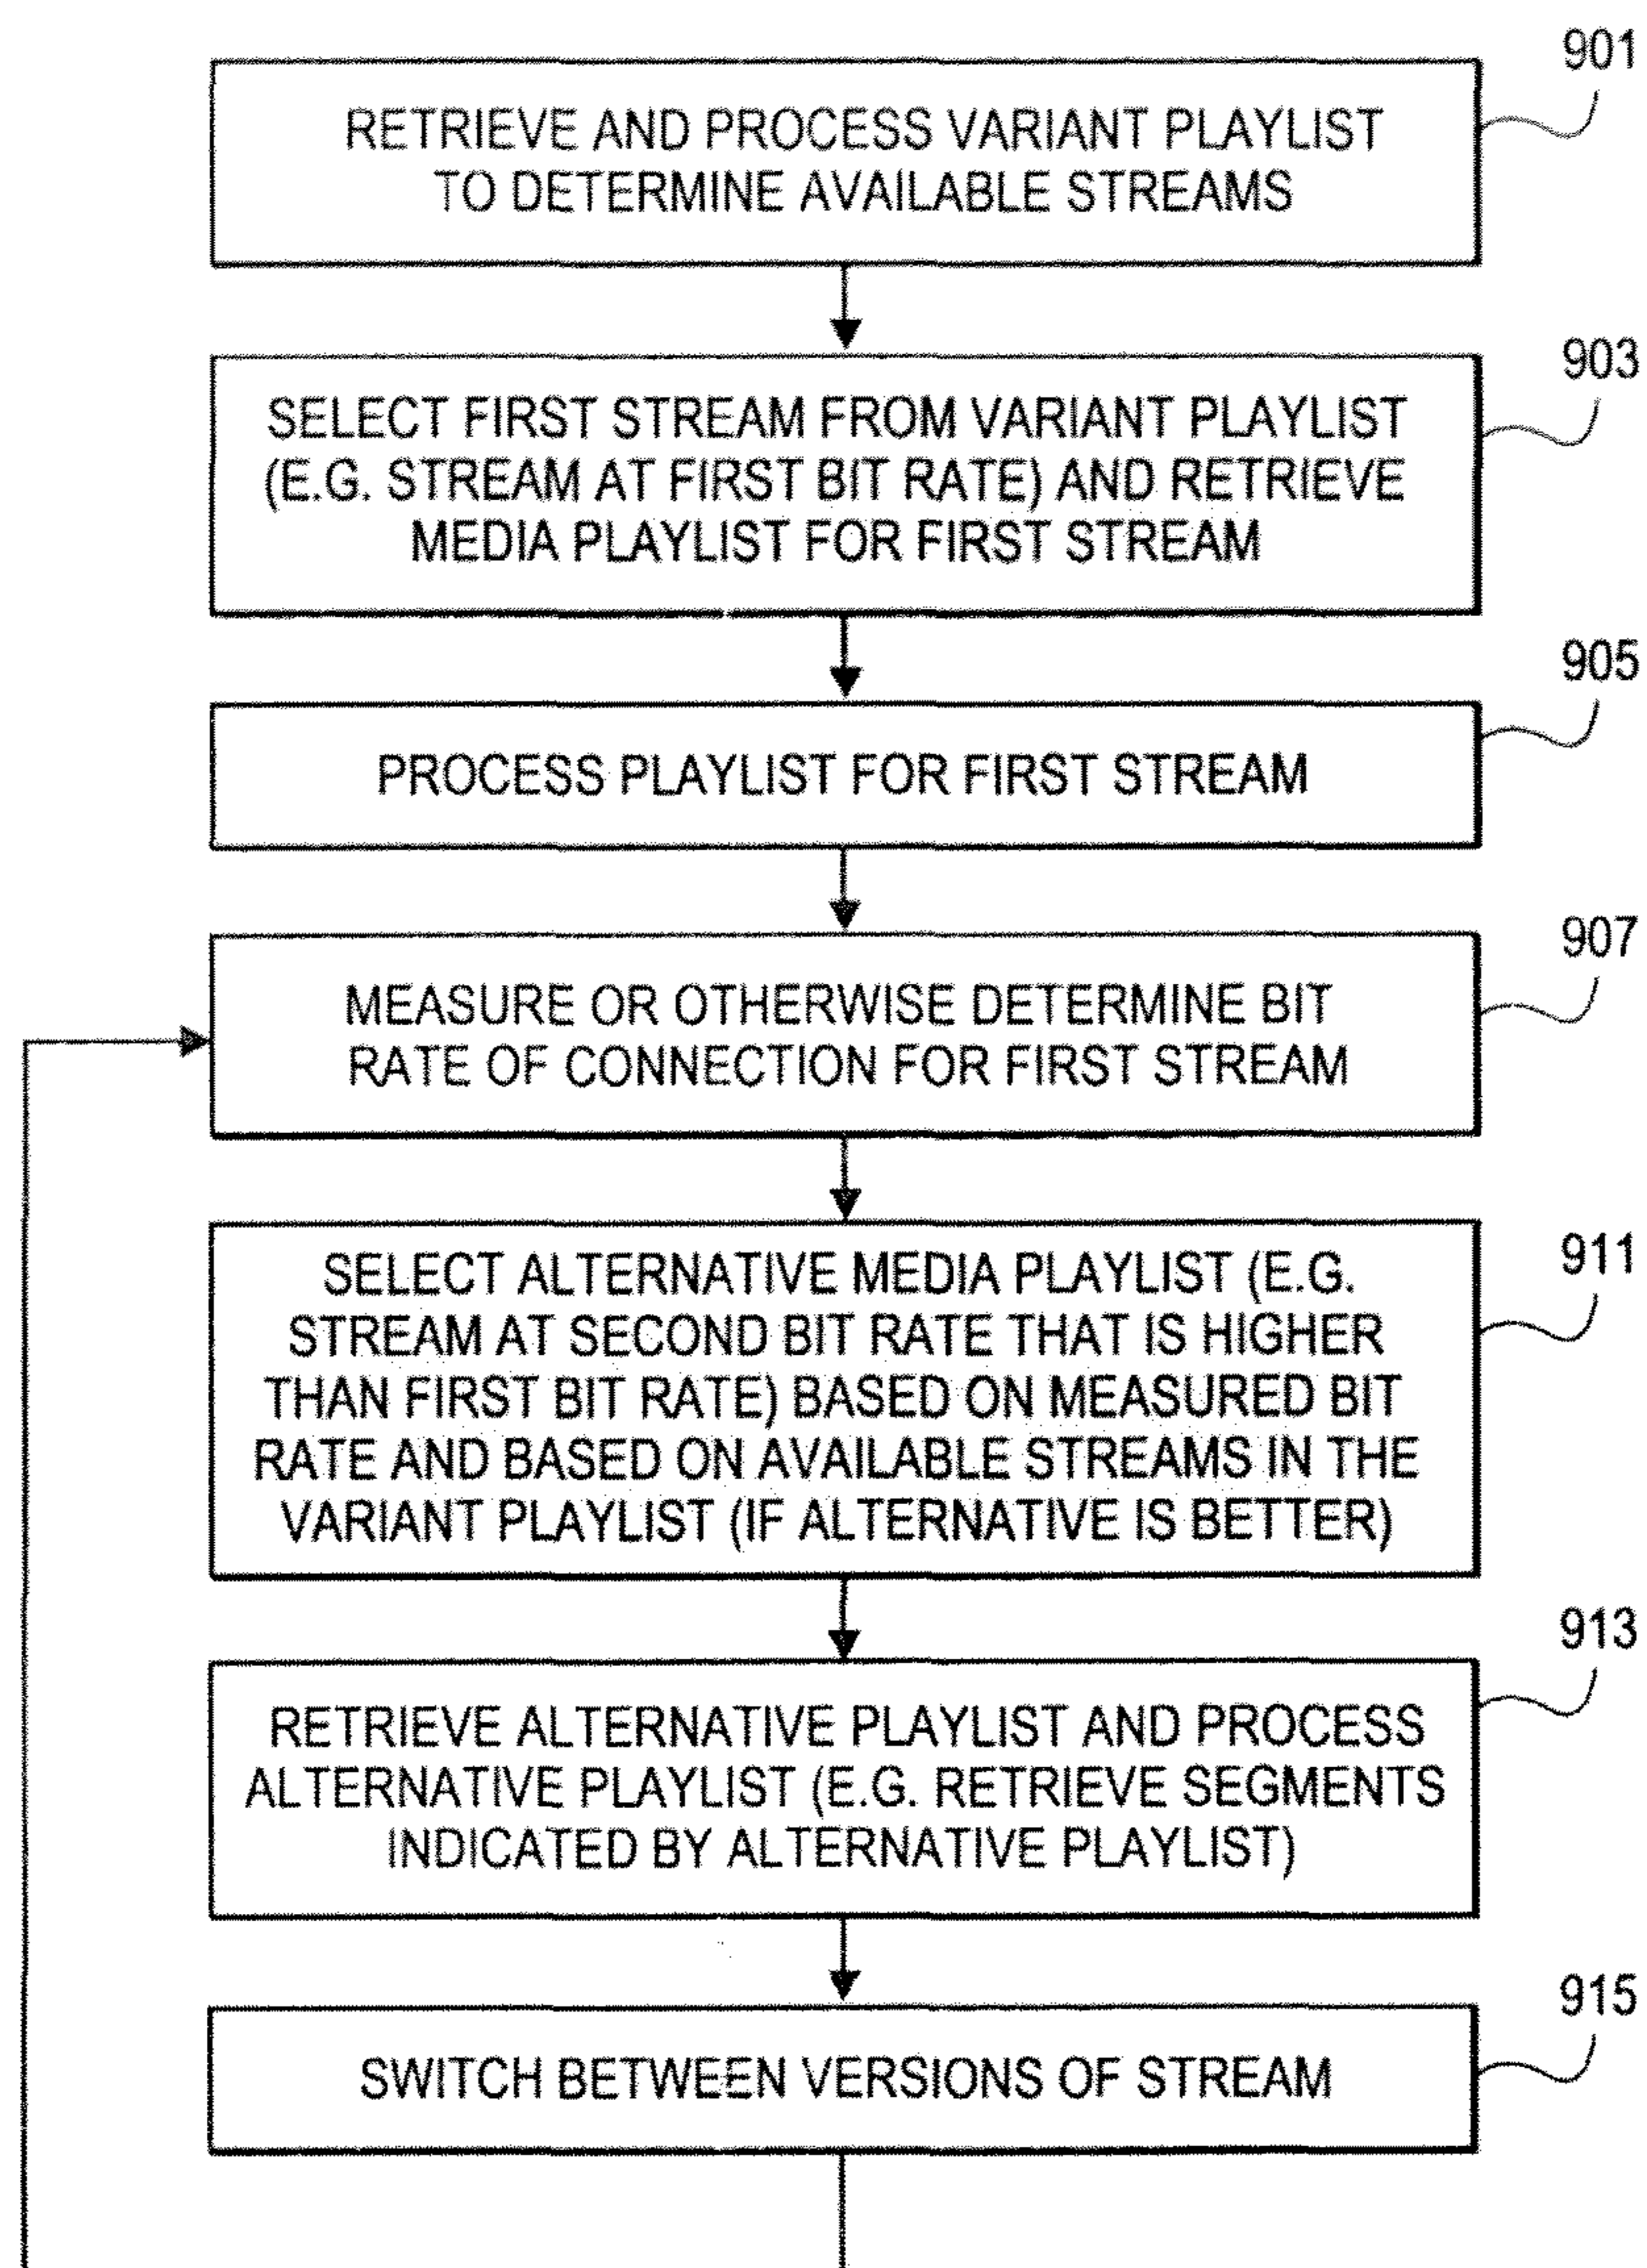 901
RETRIEVE AND PROCESS VARIANT PLAYLIST
TO DETERMINE AVAILABLE STREAMS
903
SELECT FIRST STREAM FROM VARIANT PLAYLIST
(E.G. STREAM AT FIRST BIT RATE) AND RETRIEVE
MEDIA PLAYLIST FOR FIRST STREAM
905
PROCESS PLAYLIST FOR FIRST STREAM
907
MEASURE OR OTHERWISE DETERMINE BIT
RATE OF CONNECTION FOR FIRST STREAM
911
SELECT ALTERNATIVE MEDIA PLAYLIST (E.G.
STREAM AT SECOND BIT RATE THAT IS HIGHER
THAN FIRST BIT RATE) BASED ON MEASURED BIT
RATE AND BASED ON AVAILABLE STREAMS IN THE
VARIANT PLAYLIST (IF ALTERNATIVE IS BETTER)
913
RETRIEVE ALTERNATIVE PLAYLIST AND PROCESS
ALTERNATIVE PLAYLIST (E.G. RETRIEVE SEGMENTS
INDICATED BY ALTERNATIVE PLAYLIST)
915
SWITCH BETWEEN VERSIONS OF STREAM